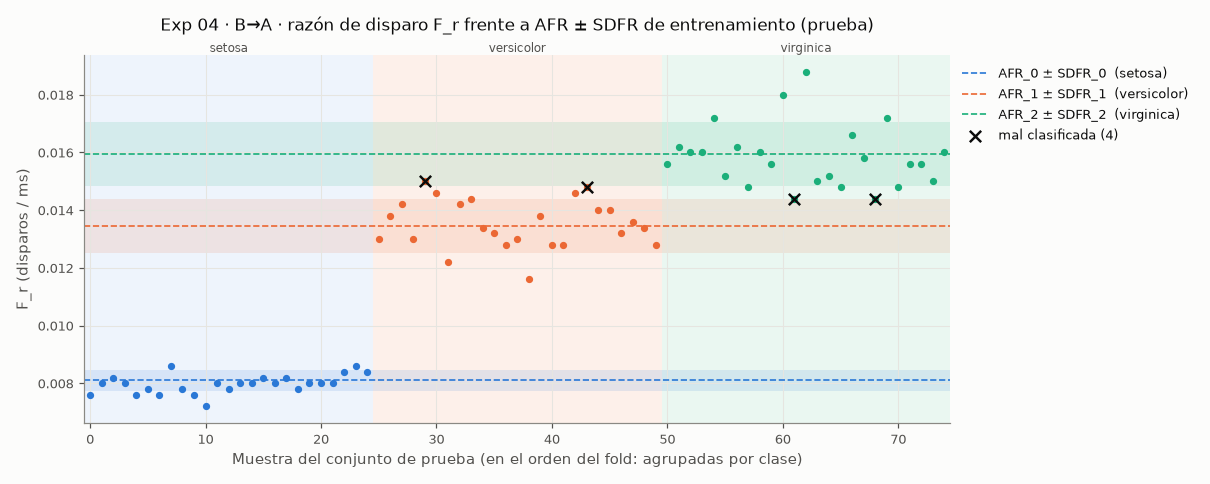 Exp 04 · B→A · razón de disparo F_r frente a AFR ± SDFR de entrenamiento (prueba)
setosa
versicolor
virginica
AFR_0 ± SDFR_0 (setosa)
AFR_1 ± SDFR_1 (versicolor)
AFR_2 ± SDFR_2 (virginica)
mal clasificada (4)
F_r (disparos / ms)
0.018
0.016
0.014
0.012
0.010
0.008
0
10
20
30
40
50
60
70
Muestra del conjunto de prueba (en el orden del fold: agrupadas por clase)